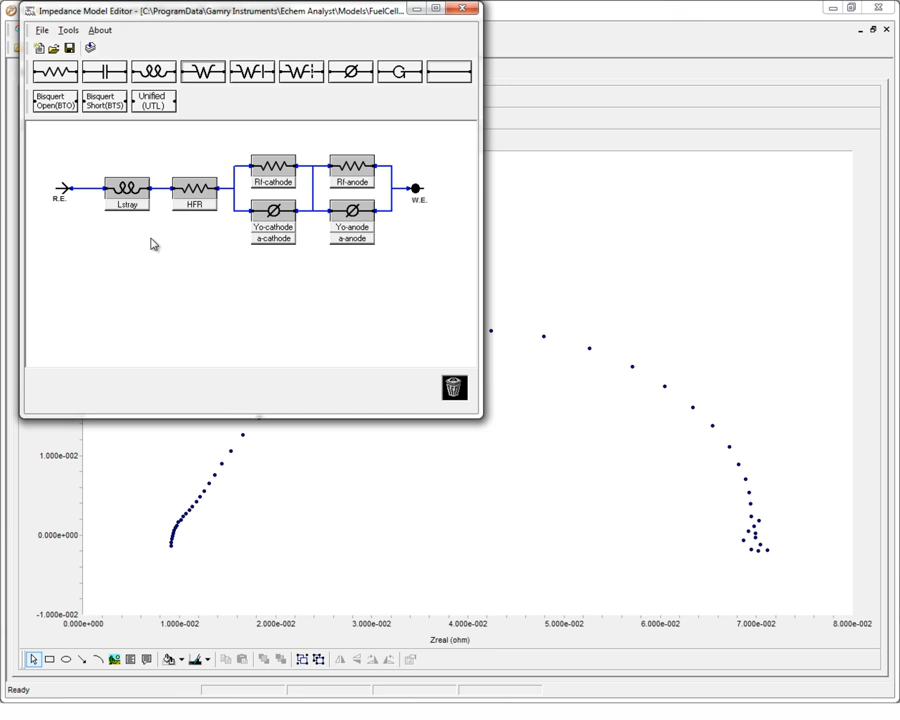 Impedance Model Editor - [C:\ProgramData\Gamry Instruments\Echem Analyst\Models\FuelCell...
File Tools About
Bisquert Open(BTO)
Bisquert Short(BTS)
Unified (UTL)
R.E.
Lstray
HFR
Rf-cathode
Rf-anode
W.E.
Yo-cathode
Yo-anode
a-cathode
a-anode
1.000e-002
0.000e+000
-1.000e-002
0.000e+000 1.000e-002 2.000e-002 3.000e-002 4.000e-002 5.000e-002 6.000e-002 7.000e-002 8.000e-002
Zreal (ohm)
Ready